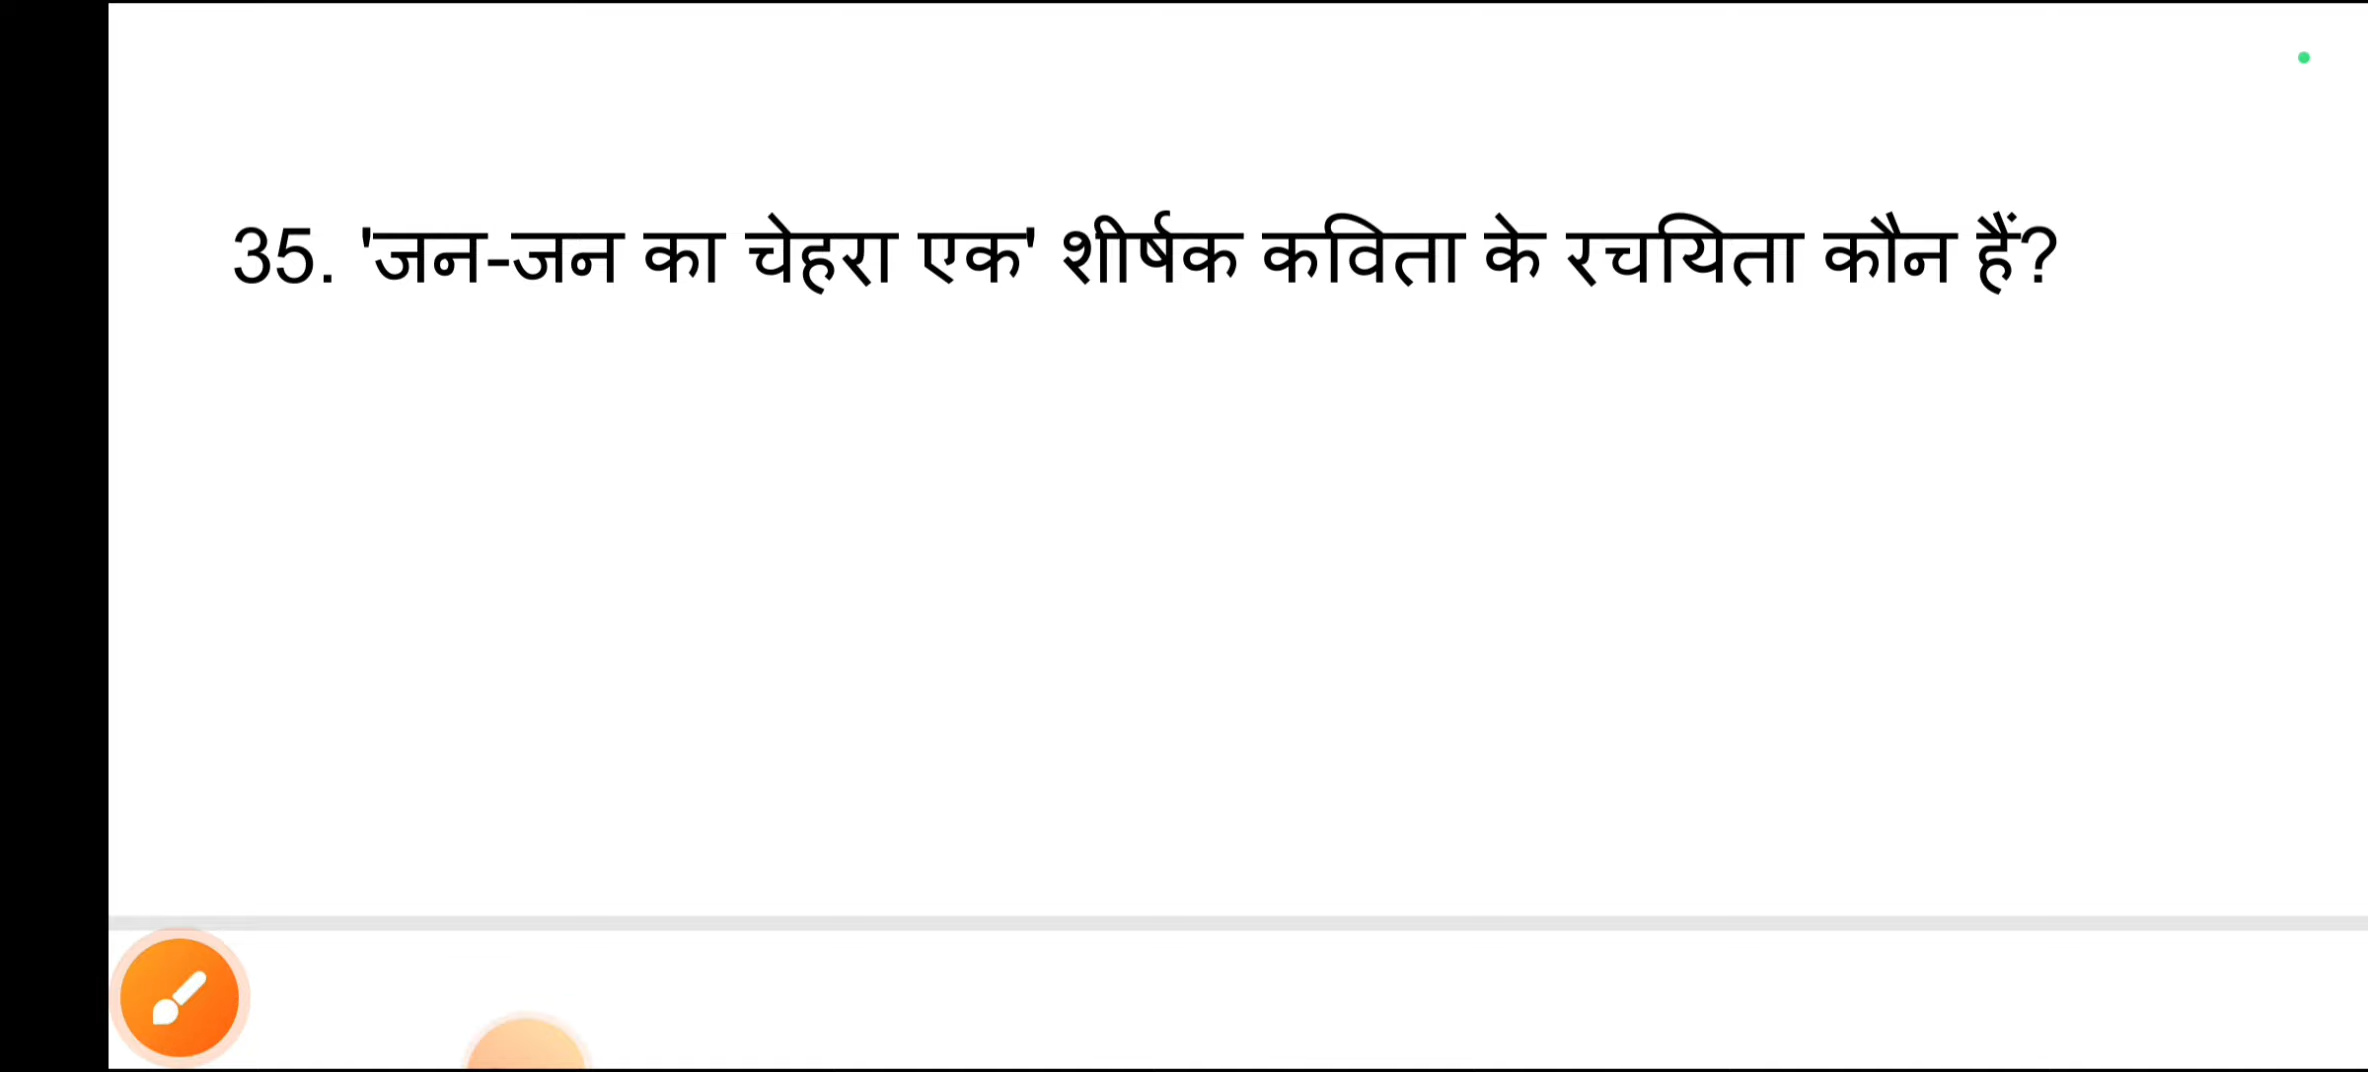 35. 'जन-जन का चेहरा एक' शीर्षक कविता के रचयिता कौन हैं?